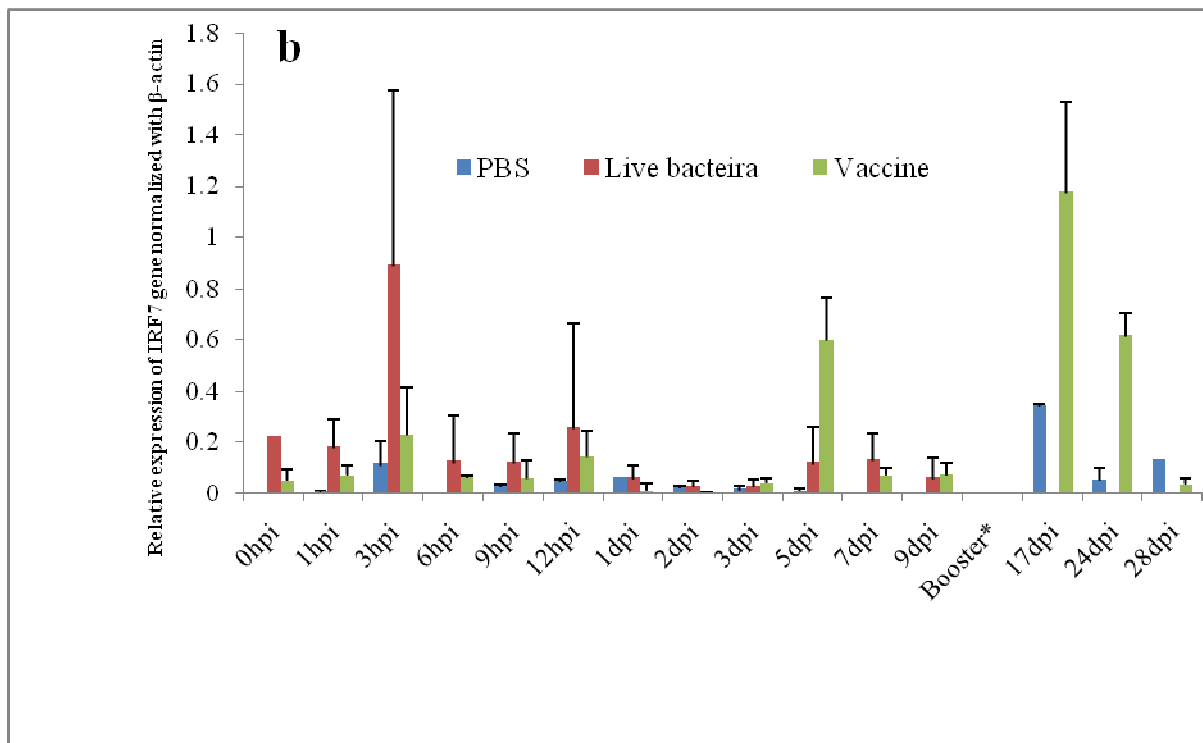 b
Relative expression of IRF7 gene normalized with β-actin
1.8
1.6
1.4
1.2
1
0.8
0.6
0.4
0.2
0
PBS
Live bacteira
Vaccine
0hpi
1hpi
3hpi
6hpi
9hpi
12hpi
1dpi
2dpi
3dpi
5dpi
7dpi
9dpi
Booster*
17dpi
24dpi
28dpi